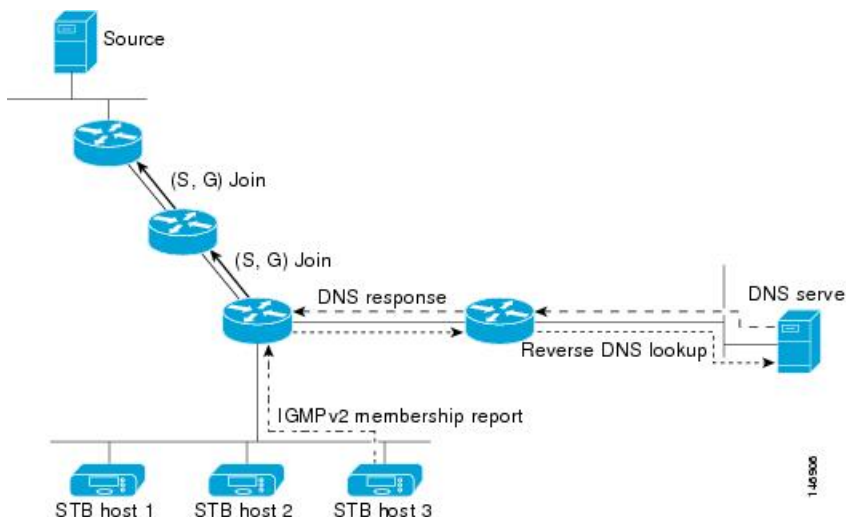 Source
(S, G) Join
(S, G) Join
DNS response
DNS serve
Reverse DNS lookup
IGMPv2 membership report
STB host 1
STB host 2
STB host 3
146906